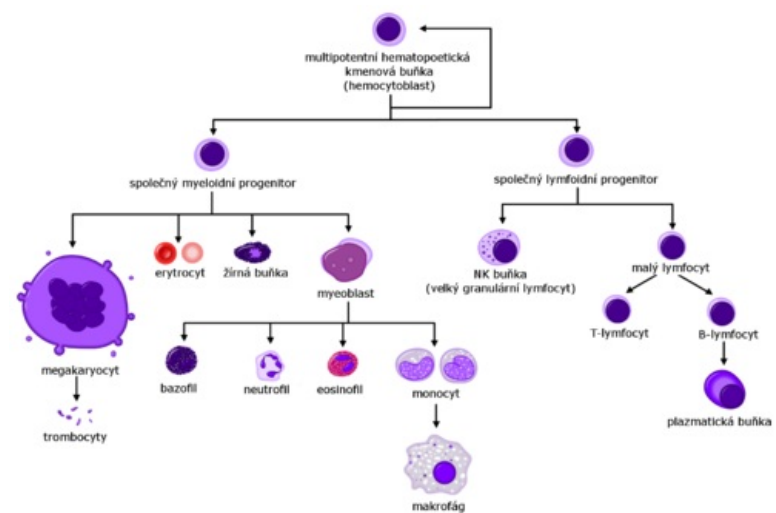 multipotentní hematopoetická
kmenová buňka
(hemocytoblast)
společný myeloidní progenitor
společný lymfoidní progenitor
erytrocyt
žírná buňka
myeoblast
NK buňka
(velký granulární lymfocyt)
malý lymfocyt
T-lymfocyt
B-lymfocyt
megakaryocyt
bazofil
neutrofil
eosinofil
monocyt
plazmatická buňka
trombocyty
makrofág